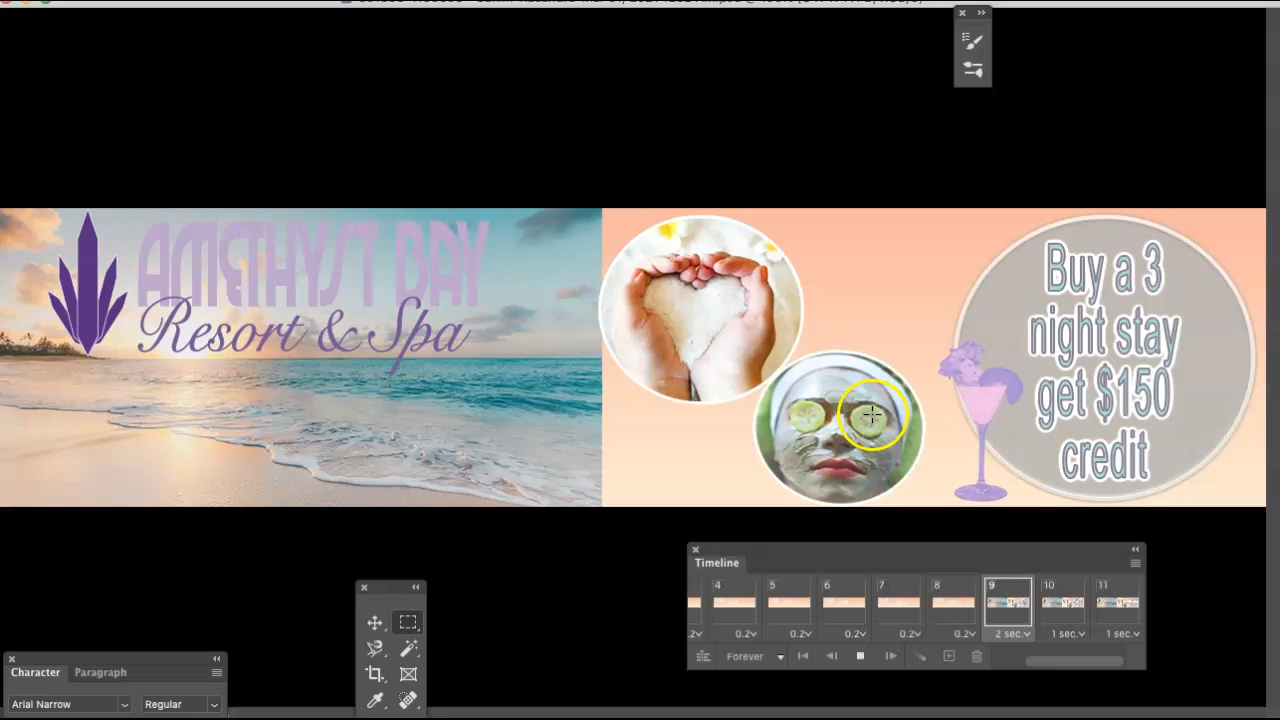 AMETHYST BAY
Resort & Spa
Buy a 3
night stay
get $150
credit
Timeline
4
5
6
7
8
9
10
11
0.2
0.2
0.2
0.2
0.2
2 sec.
1 sec.
1 sec.
Forever
Character
Paragraph
Arial Narrow
Regular